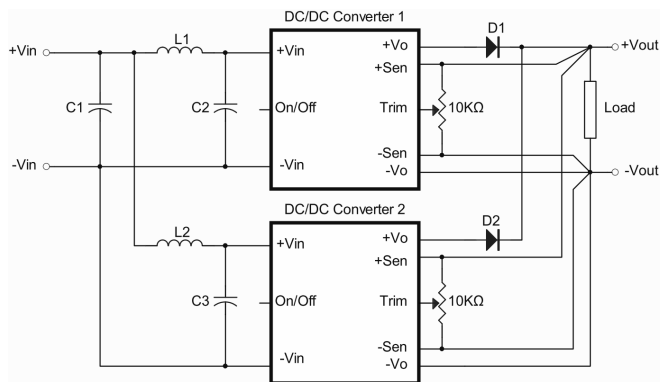 DC/DC Converter 1
L1
D1
+Vin
+Vin
+Vo
+Vout
+Sen
C1
C2
On/Off
Trim
10KΩ
Load
-Sen
-Vin
-Vin
-Vo
-Vout
DC/DC Converter 2
L2
D2
+Vin
+Vo
+Sen
C3
On/Off
Trim
10KΩ
-Sen
-Vin
-Vo